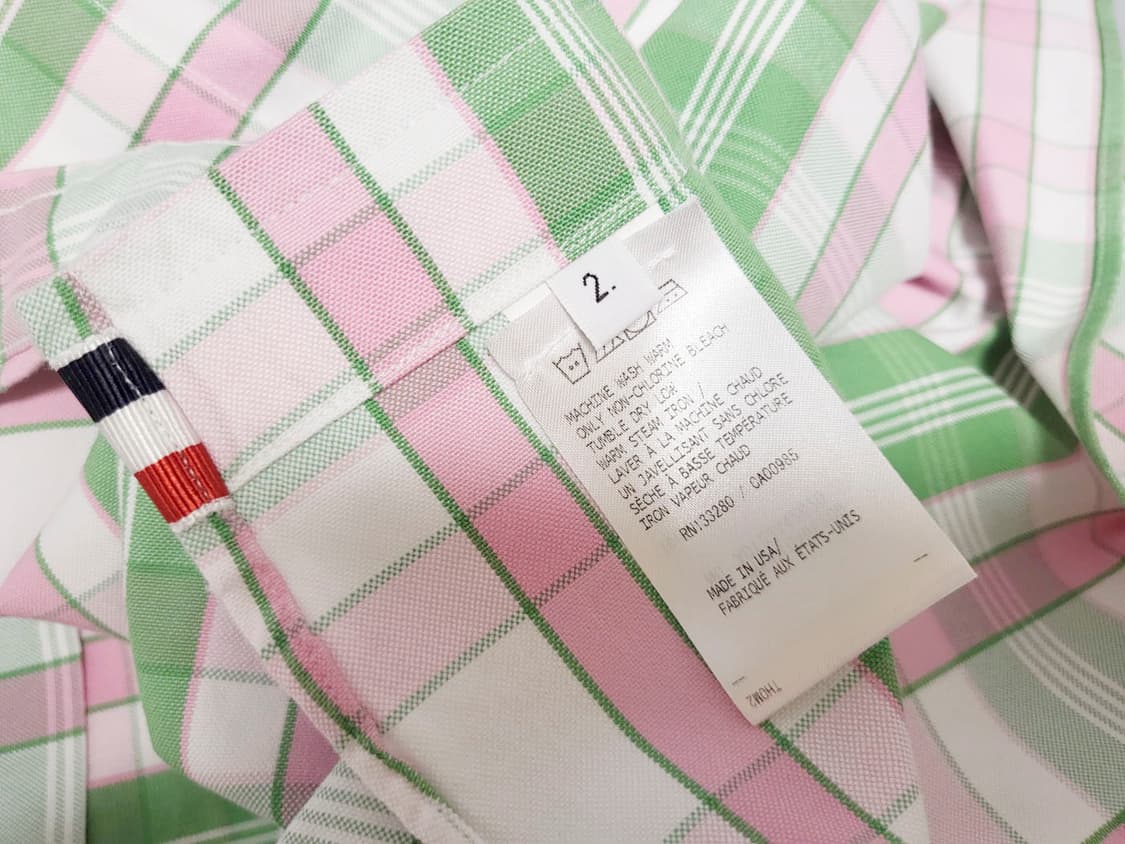 2.
MACHINE WASH WARM
ONLY NON-CHLORINE BLEACH
TUMBLE DRY LOW
WARM STEAM IRON /
LAVER À LA MACHINE CHAUD
UN JAVELLISANT SANS CHLORE
SÈCHE À BASSE TEMPÉRATURE
IRON VAPEUR CHAUD
RN133280 / CA00986
MADE IN USA/
FABRIQUÉ AUX ÉTATS-UNIS
THOM2